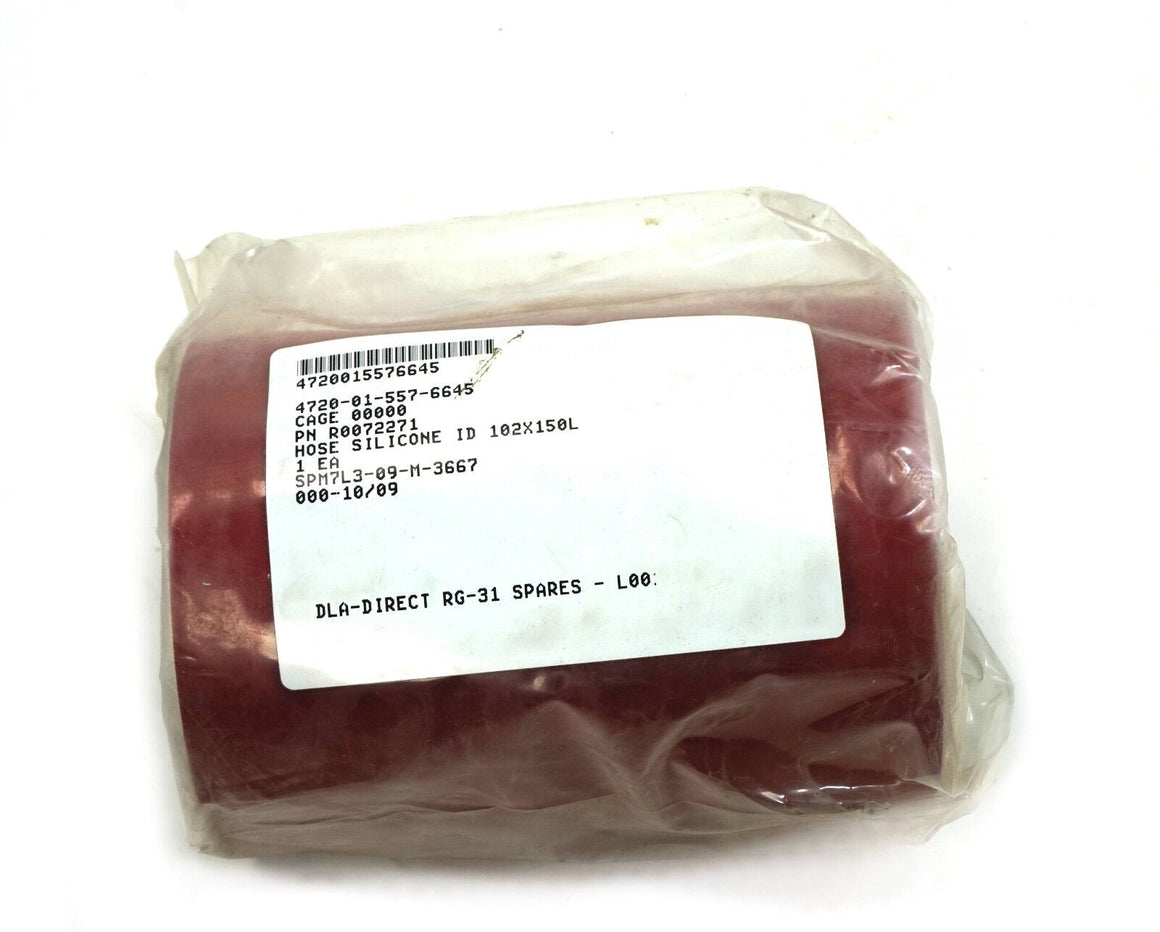 4720015576645
4720-01-557-6645
CAGE 00000
PN R0072271
HOSE SILICONE ID 102X150L
1 EA
SPM7L3-09-M-3667
000-10/09
DLA-DIRECT RG-31 SPARES - L00